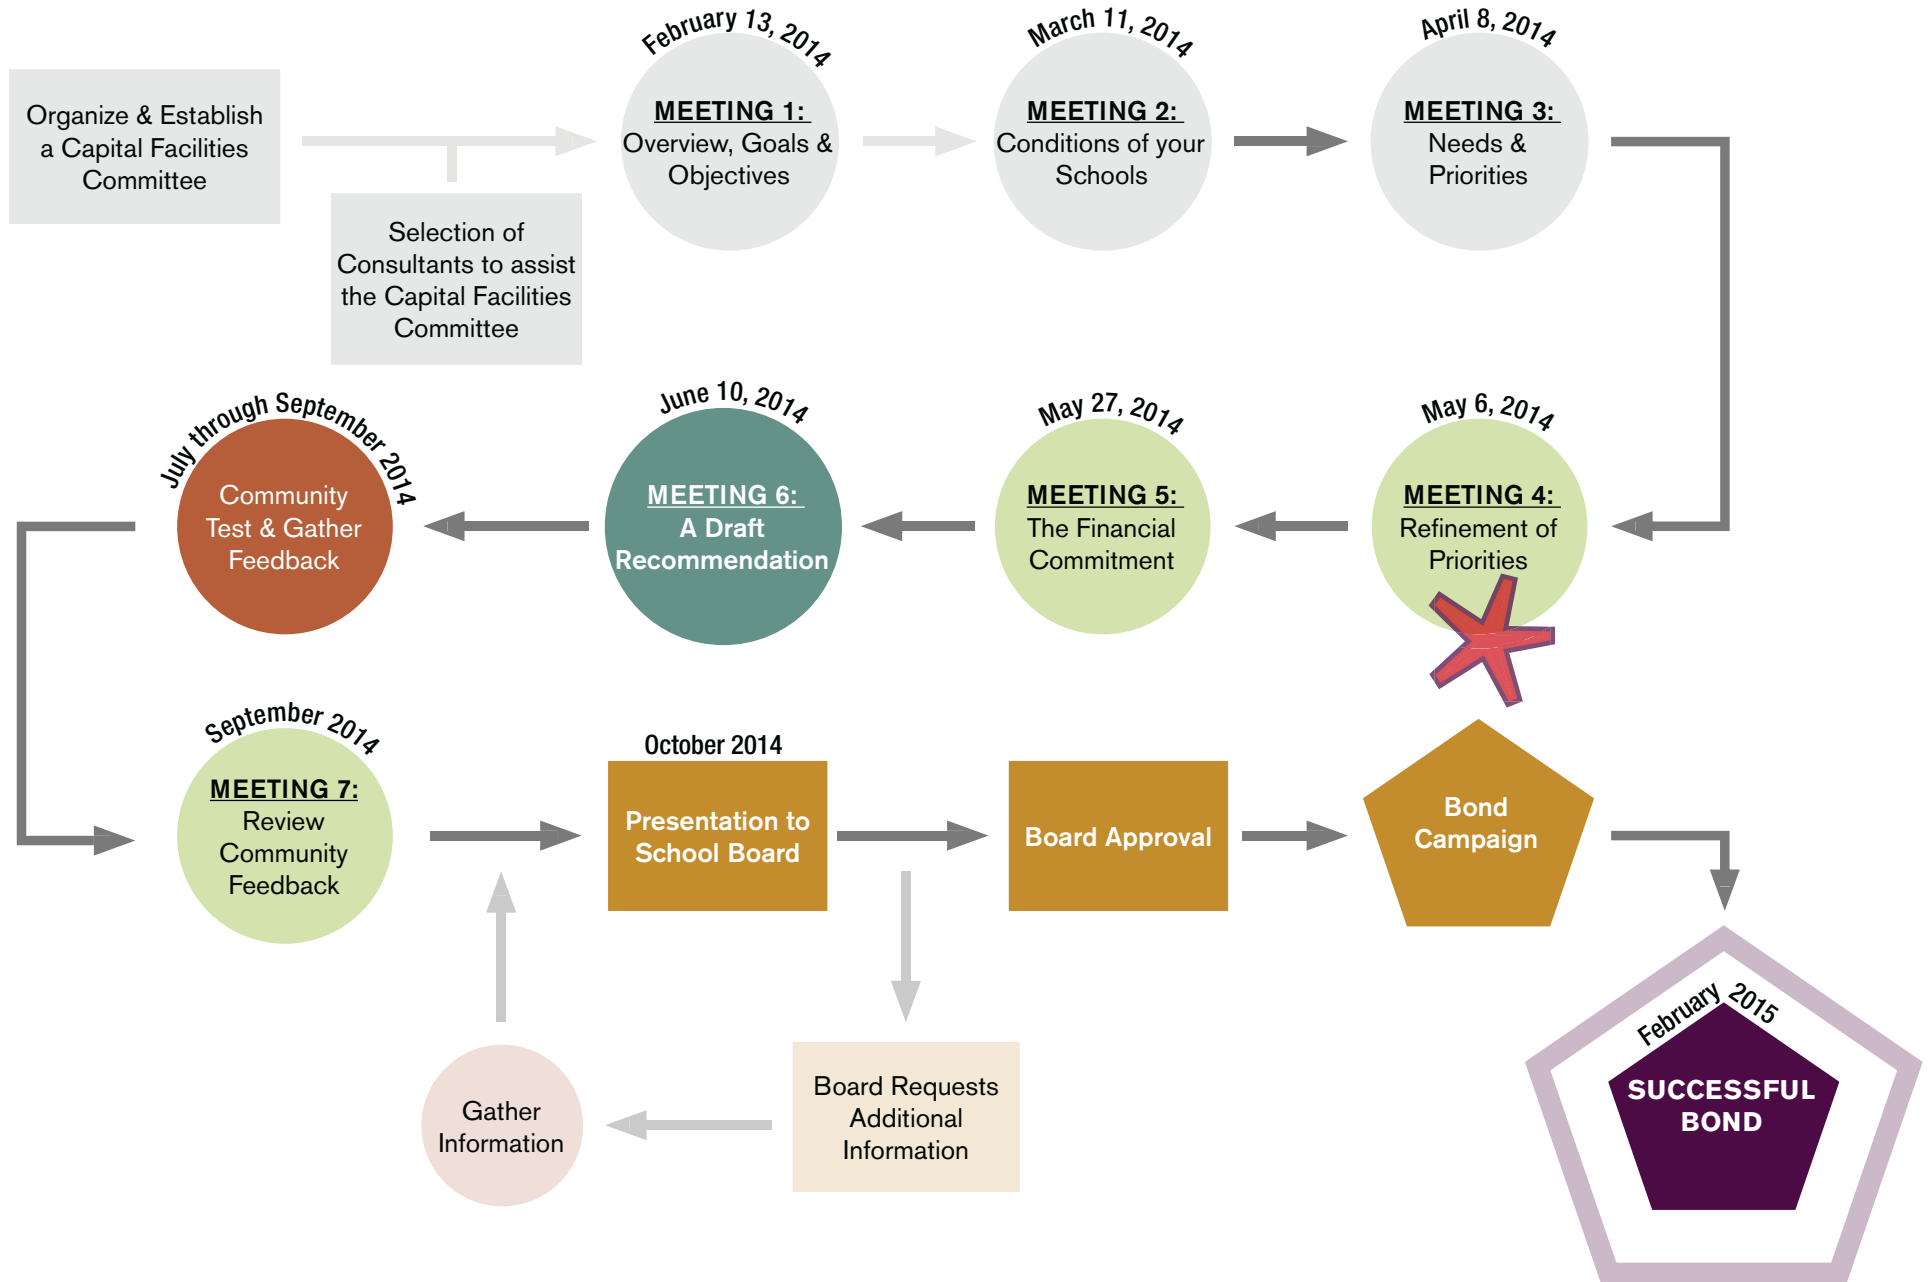 Organize & Establish
a Capital Facilities
Committee
Selection of
Consultants to assist
the Capital Facilities
Committee
February 13, 2014
MEETING 1:
Overview, Goals &
Objectives
March 11, 2014
MEETING 2:
Conditions of your
Schools
April 8, 2014
MEETING 3:
Needs &
Priorities
May 6, 2014
MEETING 4:
Refinement of
Priorities
May 27, 2014
MEETING 5:
The Financial
Commitment
June 10, 2014
MEETING 6:
A Draft
Recommendation
July through September 2014
Community
Test & Gather
Feedback
September 2014
MEETING 7:
Review
Community
Feedback
October 2014
Presentation to
School Board
Board Approval
Bond
Campaign
Board Requests
Additional
Information
Gather
Information
February 2015
SUCCESSFUL
BOND